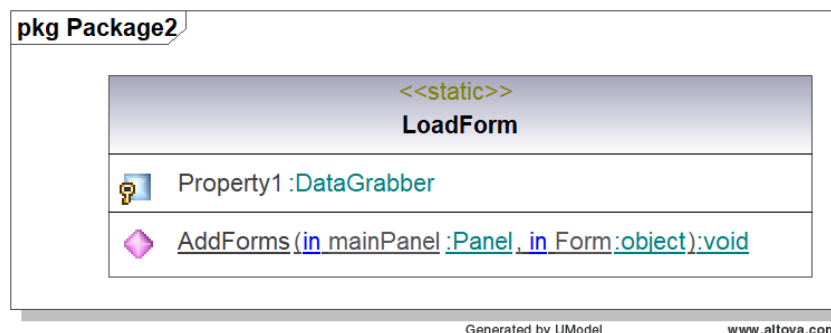 pkg Package2
<<static>>
LoadForm
Property1 :DataGrabber
AddForms (in mainPanel :Panel, in Form:object):void
Generated by UModel www.altova.com